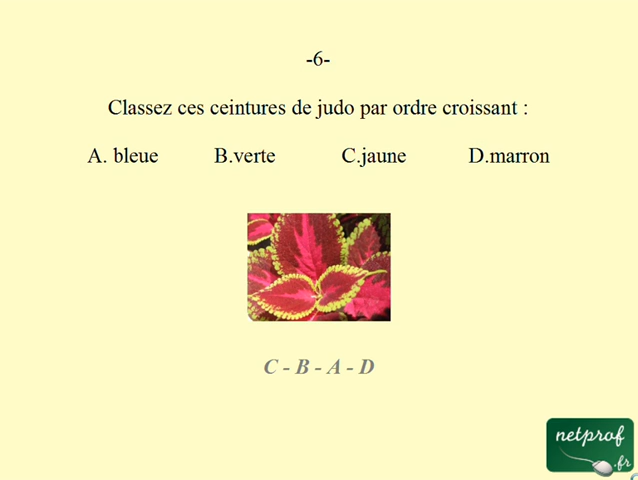 -6-
Classez ces ceintures de judo par ordre croissant :
A. bleue B.verte C.jaune D.marron
C - B - A - D
netprof
.fr